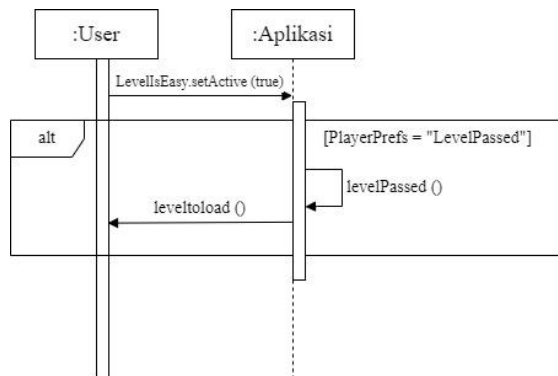 :User
:Aplikasi
LevelIsEasy.setActive (true)
alt
[PlayerPrefs = "LevelPassed"]
levelPassed ()
leveltoload ()